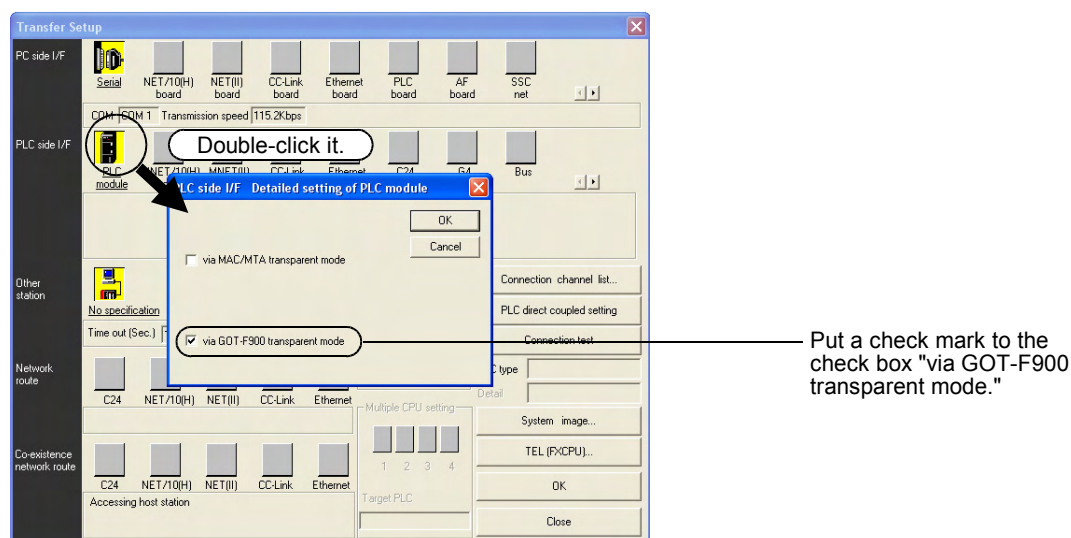 Transfer Setup
PC side I/F
Serial
NET/10(H) board
NET(II) board
CC-Link board
Ethernet board
PLC board
AF board
SSC net
COM COM 1 Transmission speed 115.2Kbps
PLC side I/F
Double-click it.
PLC module
MNET(II)
CC-Link
Ethernet
C24
G4
Bus
PLC side I/F Detailed setting of PLC module
OK
Cancel
via MAC/MTA transparent mode
via GOT-F900 transparent mode
Put a check mark to the
check box "via GOT-F900
transparent mode."
Other
station
No specification
Time out (Sec.)
Connection channel list...
PLC direct coupled setting
Connection test
type
Detail
Network
route
C24
NET/10(H)
NET(II)
CC-Link
Ethernet
Multiple CPU setting
1 2 3 4
Target PLC
System image...
TEL (FXCPU)...
OK
Close
Co-existence
network route
C24
NET/10(H)
NET(II)
CC-Link
Ethernet
Accessing host station